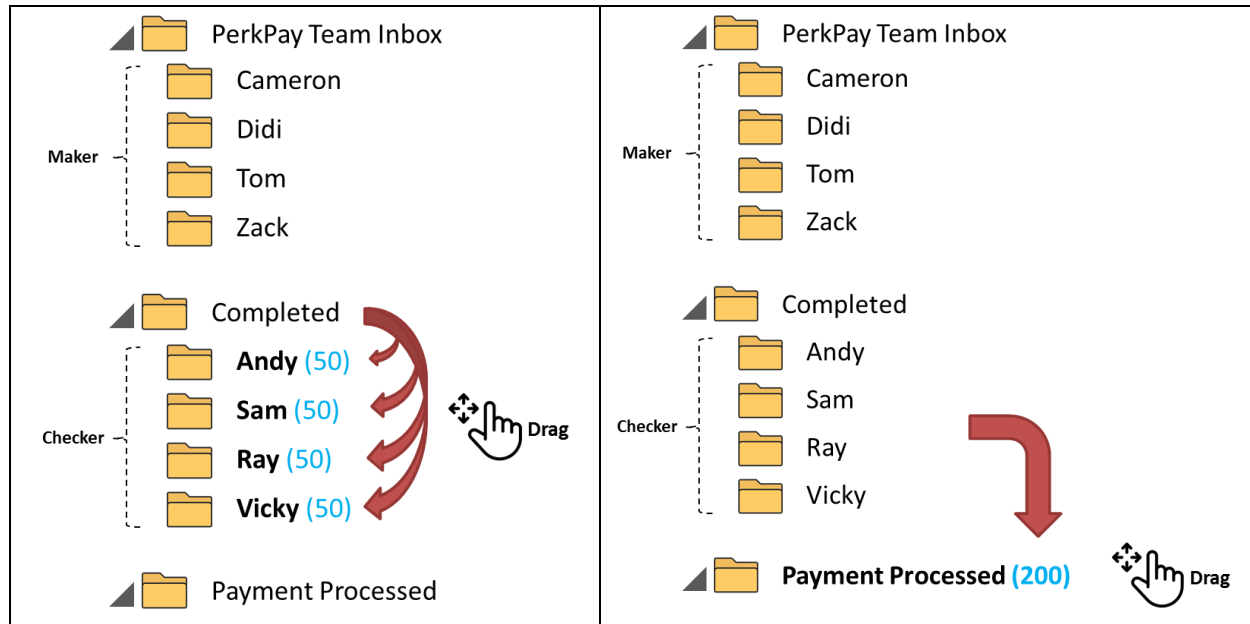 PerkPay Team Inbox
Cameron
Didi
Maker
Tom
Zack
Completed
Andy (50)
Sam (50)
Checker
Ray (50)
Vicky (50)
Drag
Payment Processed
PerkPay Team Inbox
Cameron
Didi
Maker
Tom
Zack
Completed
Andy
Sam
Checker
Ray
Vicky
Payment Processed (200)
Drag